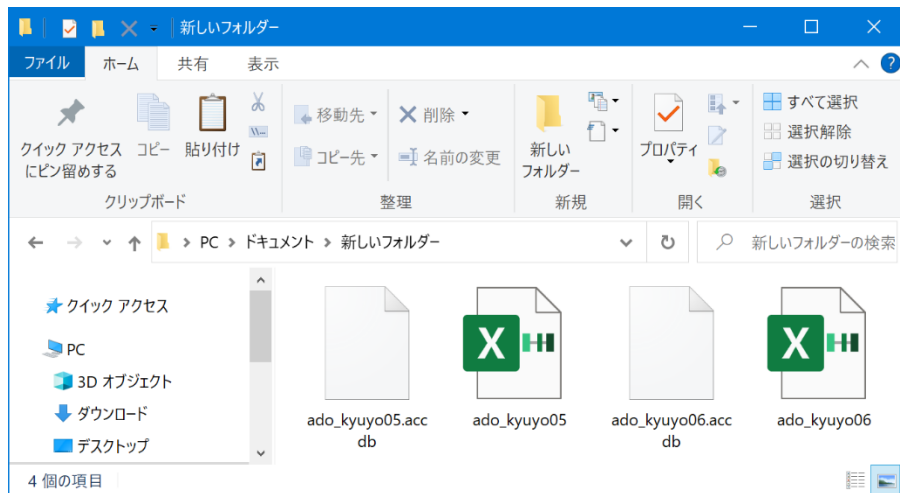 新しいフォルダー
ファイル ホーム 共有 表示
クイック アクセス
にピン留めする
コピー
貼り付け
クリップボード
移動先
コピー先
削除
名前の変更
整理
新しい
フォルダー
新規
プロパティ
開く
すべて選択
選択解除
選択の切り替え
選択
PC ドキュメント 新しいフォルダー
新しいフォルダーの検索
クイック アクセス
PC
3D オブジェクト
ダウンロード
デスクトップ
ado_kyuyo05.acc
db
ado_kyuyo05
ado_kyuyo06.acc
db
ado_kyuyo06
4 個の項目